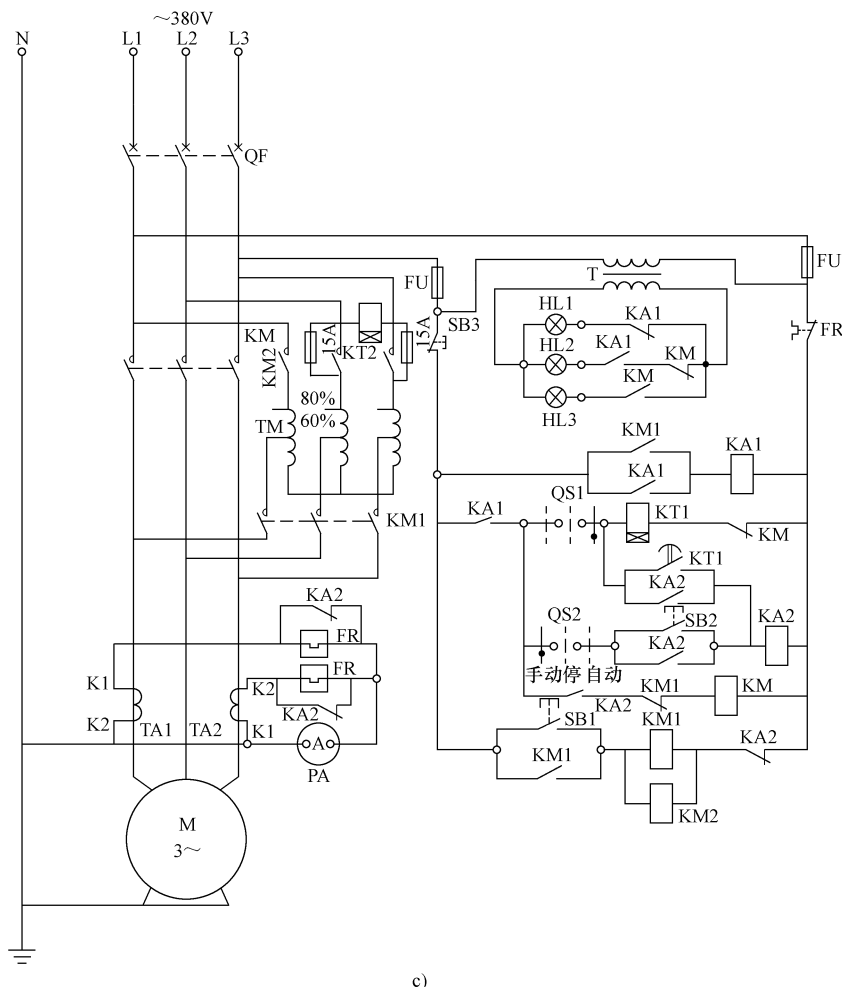 ~380V
N
L1
L2
L3
QF
FU
T
FU
SB3
HL1
KA1
FR
KM
15A
15A
KM2
KT2
HL2
KA1
KM
KM
HL3
80%
60%
TM
KM1
KA1
KA1
QS1
KA1
KT1
KM
KM1
KT1
KA2
KA2
FR
QS2
SB2
KA2
KA2
FR
手动停 自动
K1
K2
KA2
KM1
KM
KA2
K2
TA1
TA2
K1
A
PA
SB1
KM1
KM1
KA2
KM2
M
3~
c)